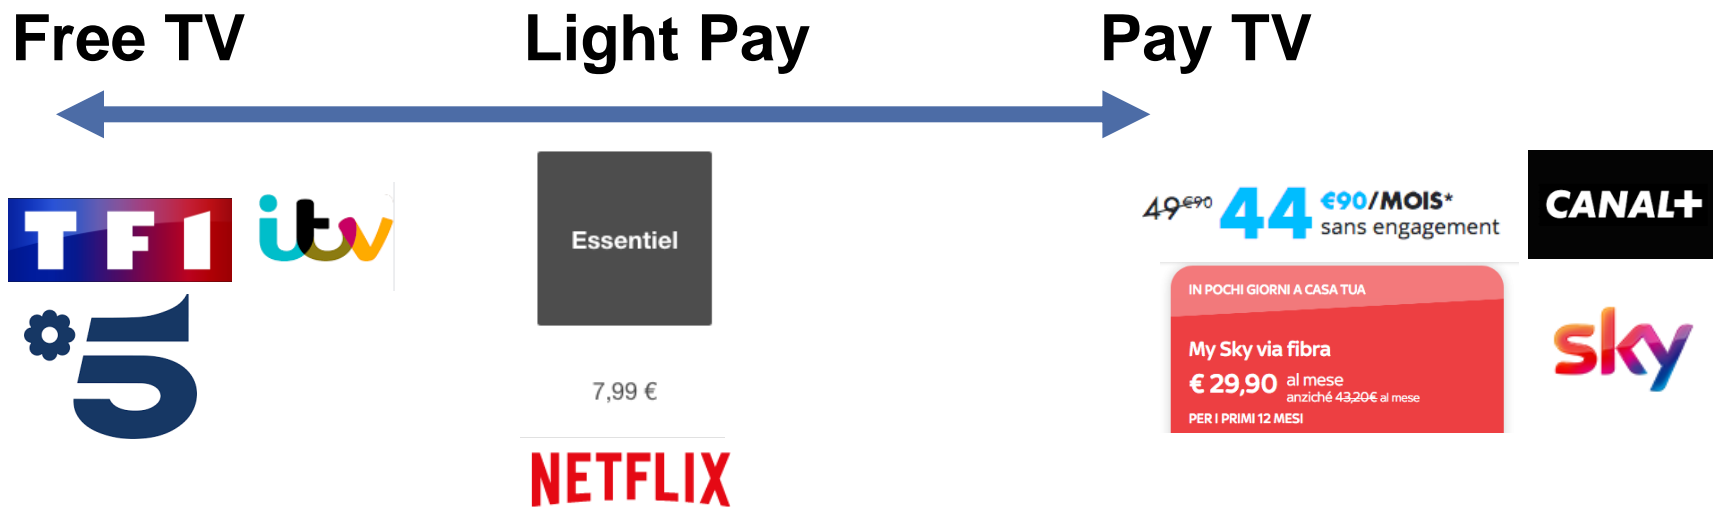 Free TV
Light Pay
Pay TV
TF1
itv
5
Essentiel
7,99 €
NETFLIX
49€90 44€90/MOIS*
sans engagement
CANAL+
IN POCHI GIORNI A CASA TUA
My Sky via fibra
€ 29,90 al mese
anziché 43,20€ al mese
PER I PRIMI 12 MESI
sky